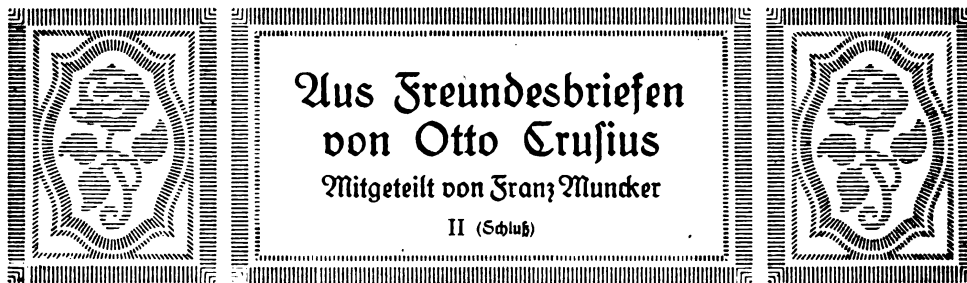 Aus Freundesbriefen
von Otto Crusius
Mitgeteilt von Franz Muncker
II (Schluß)